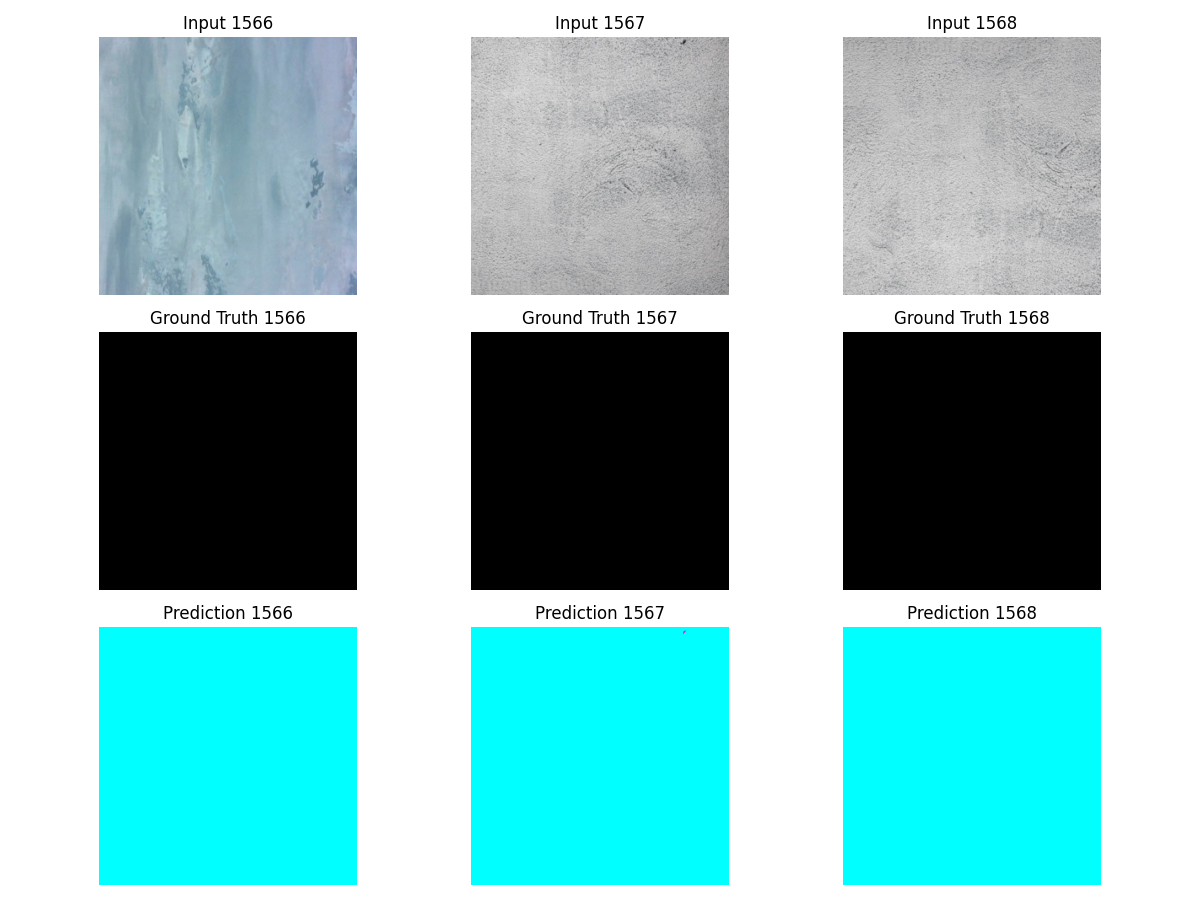 Input 1566
Input 1567
Input 1568
Ground Truth 1566
Ground Truth 1567
Ground Truth 1568
Prediction 1566
Prediction 1567
Prediction 1568